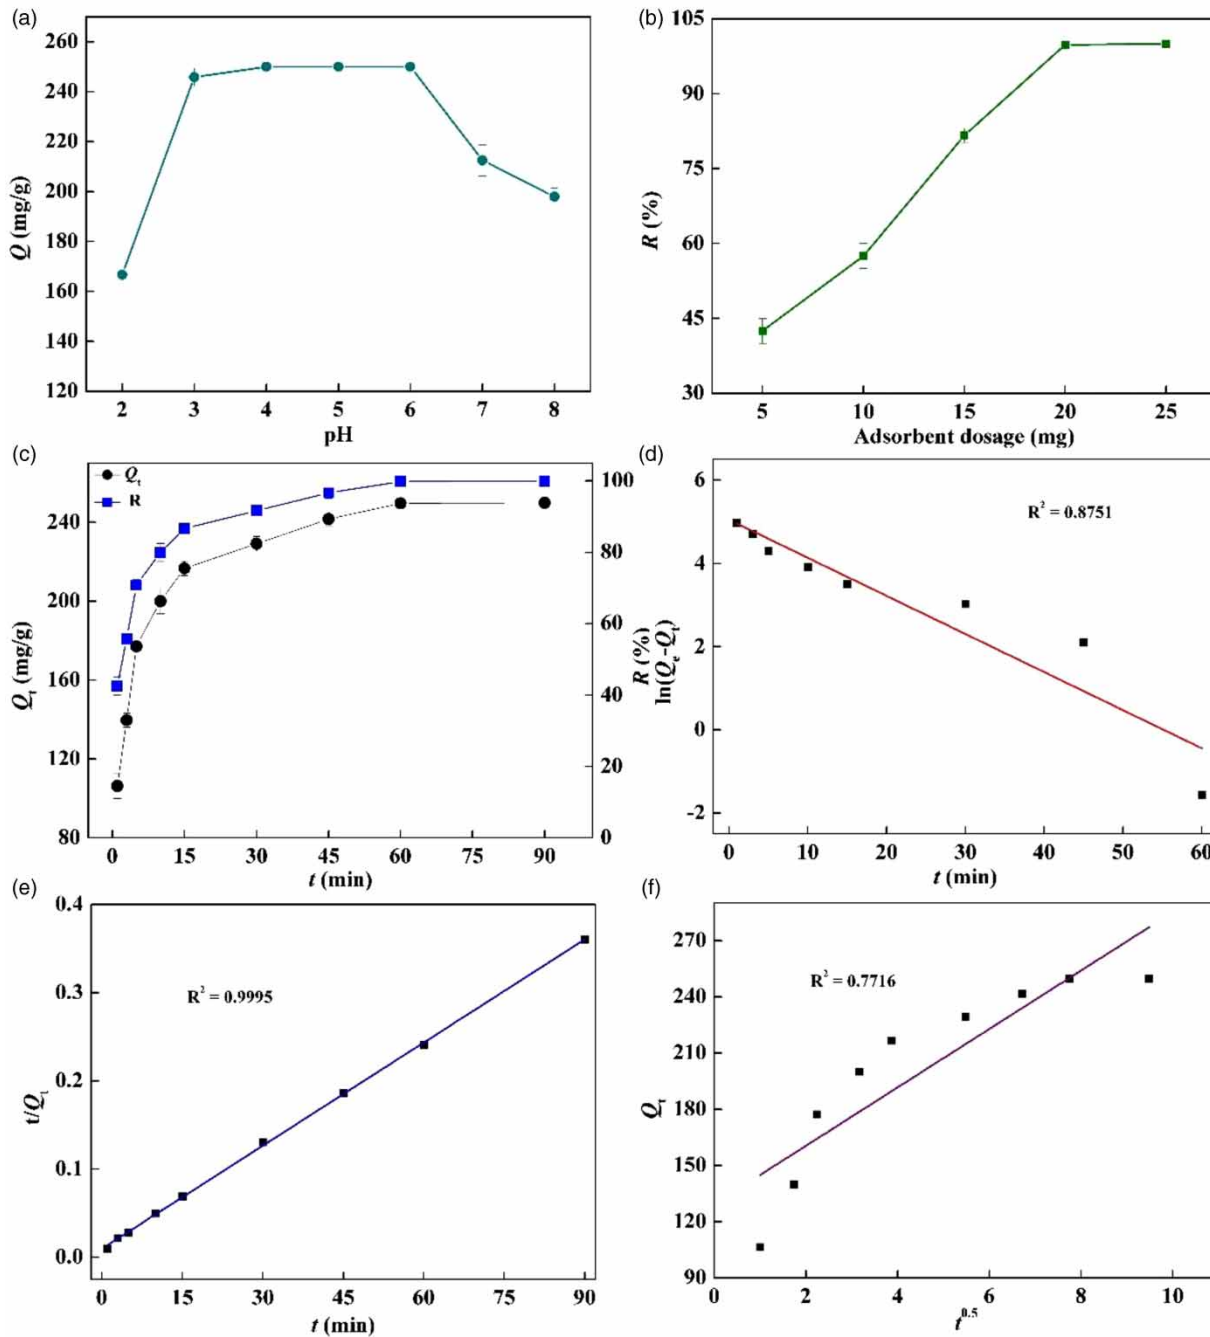 (a)
260
240
220
200
180
160
140
120
Q (mg/g)
2 3 4 5 6 7 8
pH
(b)
105
90
75
60
45
30
R (%)
5 10 15 20 25
Adsorbent dosage (mg)
(c)
Qt
R
240
200
160
120
80
Qt (mg/g)
100
80
60
40
20
0
R (%)
0 15 30 45 60 75 90
t (min)
(d)
R² = 0.8751
6
4
2
0
-2
ln(Qe-Qt)
0 10 20 30 40 50 60
t (min)
(e)
R² = 0.9995
0.4
0.3
0.2
0.1
0.0
t/Qt
0 15 30 45 60 75 90
t (min)
(f)
R² = 0.7716
270
240
210
180
150
120
90
Qt
0 2 4 6 8 10
t^0.5